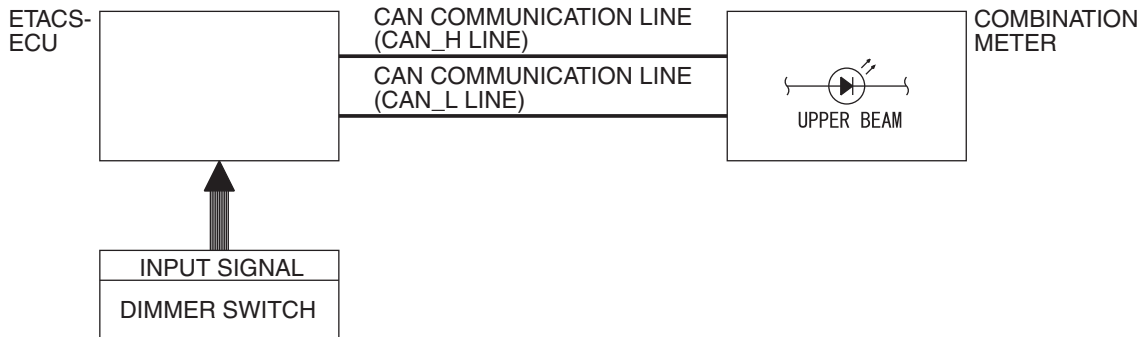 ETACS-
ECU
CAN COMMUNICATION LINE
(CAN_H LINE)
CAN COMMUNICATION LINE
(CAN_L LINE)
COMBINATION
METER
UPPER BEAM
INPUT SIGNAL
DIMMER SWITCH